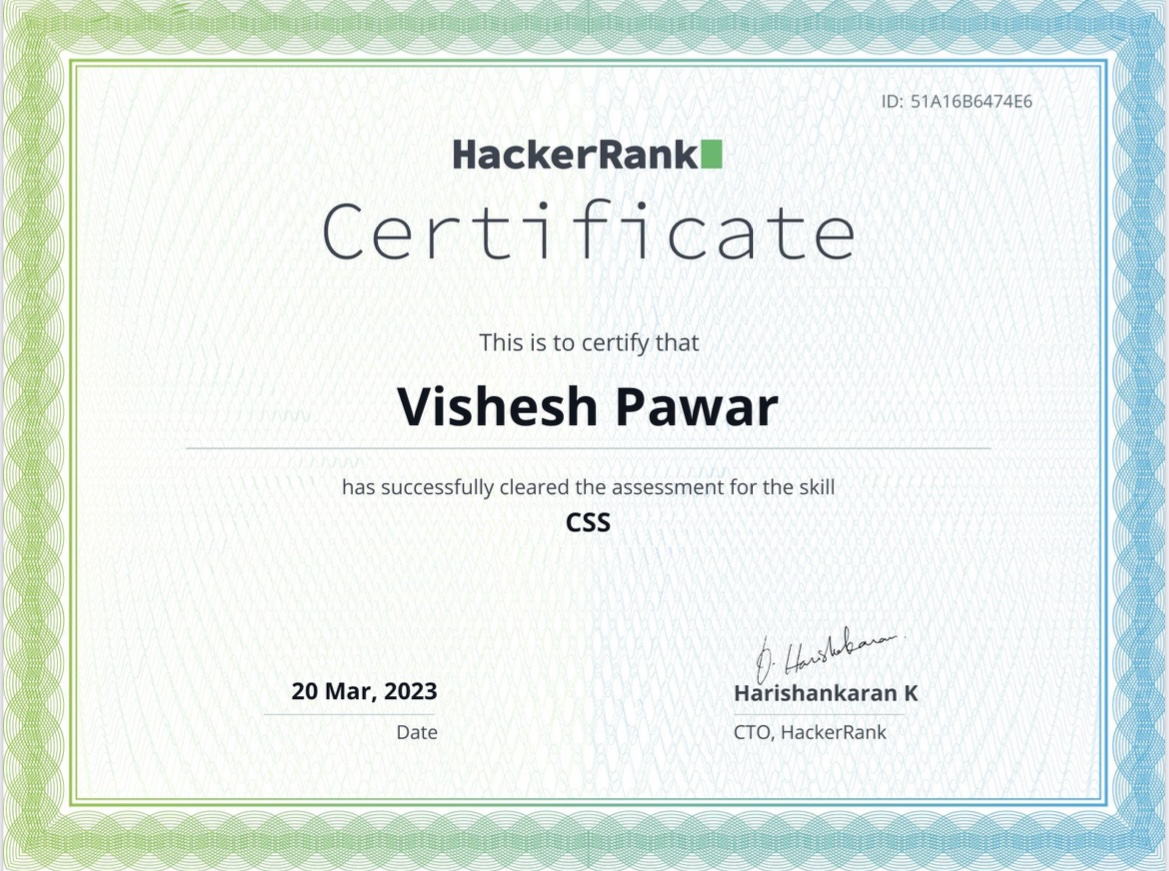 ID: 51A16B6474E6
HackerRank
Certificate
This is to certify that
Vishesh Pawar
has successfully cleared the assessment for the skill
CSS
20 Mar, 2023
Date
Harishankaran K
CTO, HackerRank